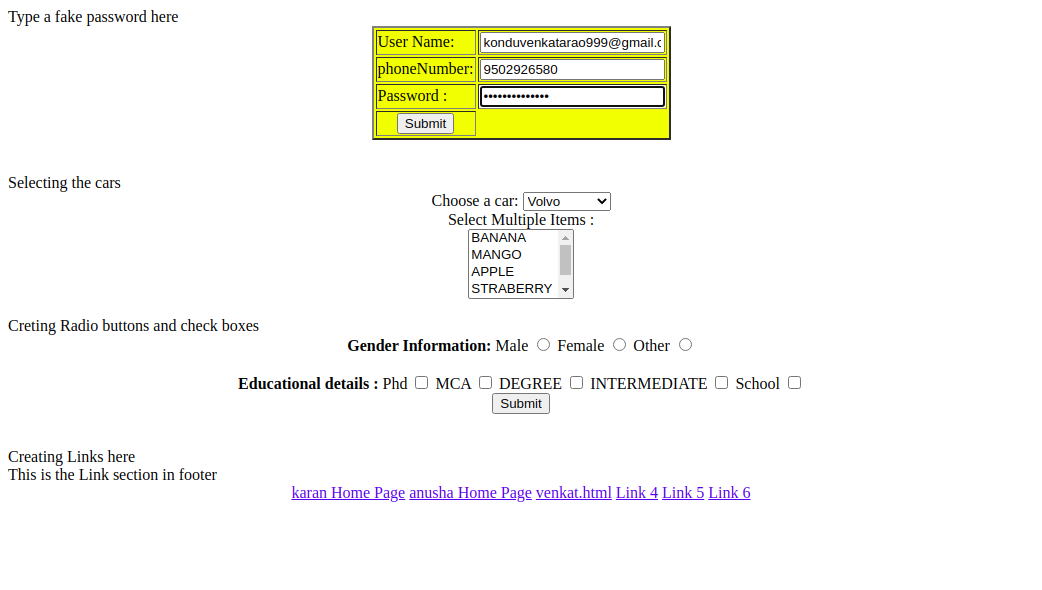 Type a fake password here
User Name: konduvenkatarao999@gmail.c
phoneNumber: 9502926580
Password : ••••••••••••••
Submit
Selecting the cars
Choose a car: Volvo
Select Multiple Items :
BANANA
MANGO
APPLE
STRABERRY
Creting Radio buttons and check boxes
Gender Information: Male Female Other
Educational details : Phd MCA DEGREE INTERMEDIATE School
Submit
Creating Links here
This is the Link section in footer
karan Home Page anusha Home Page venkat.html Link 4 Link 5 Link 6